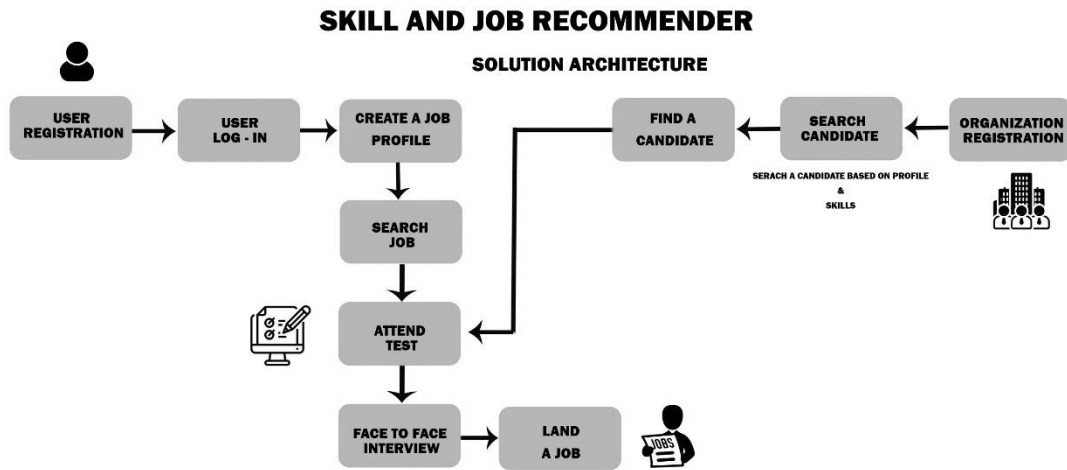 SKILL AND JOB RECOMMENDER
SOLUTION ARCHITECTURE
USER
REGISTRATION
USER
LOG - IN
CREATE A JOB
PROFILE
FIND A
CANDIDATE
SEARCH
CANDIDATE
ORGANIZATION
REGISTRATION
SERACH A CANDIDATE BASED ON PROFILE
&
SKILLS
SEARCH
JOB
ATTEND
TEST
FACE TO FACE
INTERVIEW
LAND
A JOB
JOBS